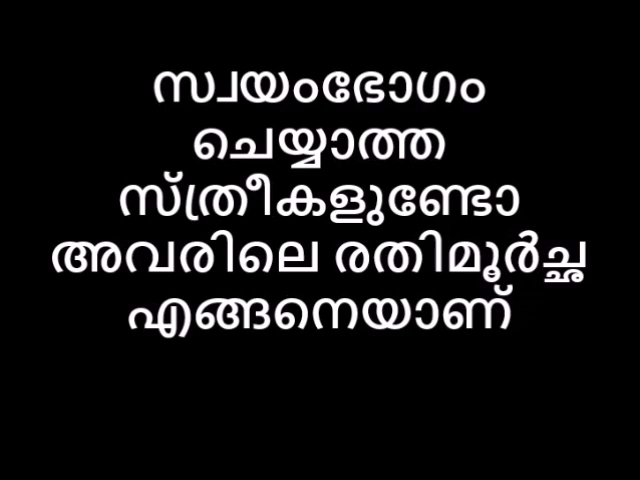 സ്വയംഭോഗം
ചെയ്യാത്ത
സ്ത്രീകളുണ്ടോ
അവരിലെ രതിമൂർച്ഛ
എങ്ങനെയാണ്